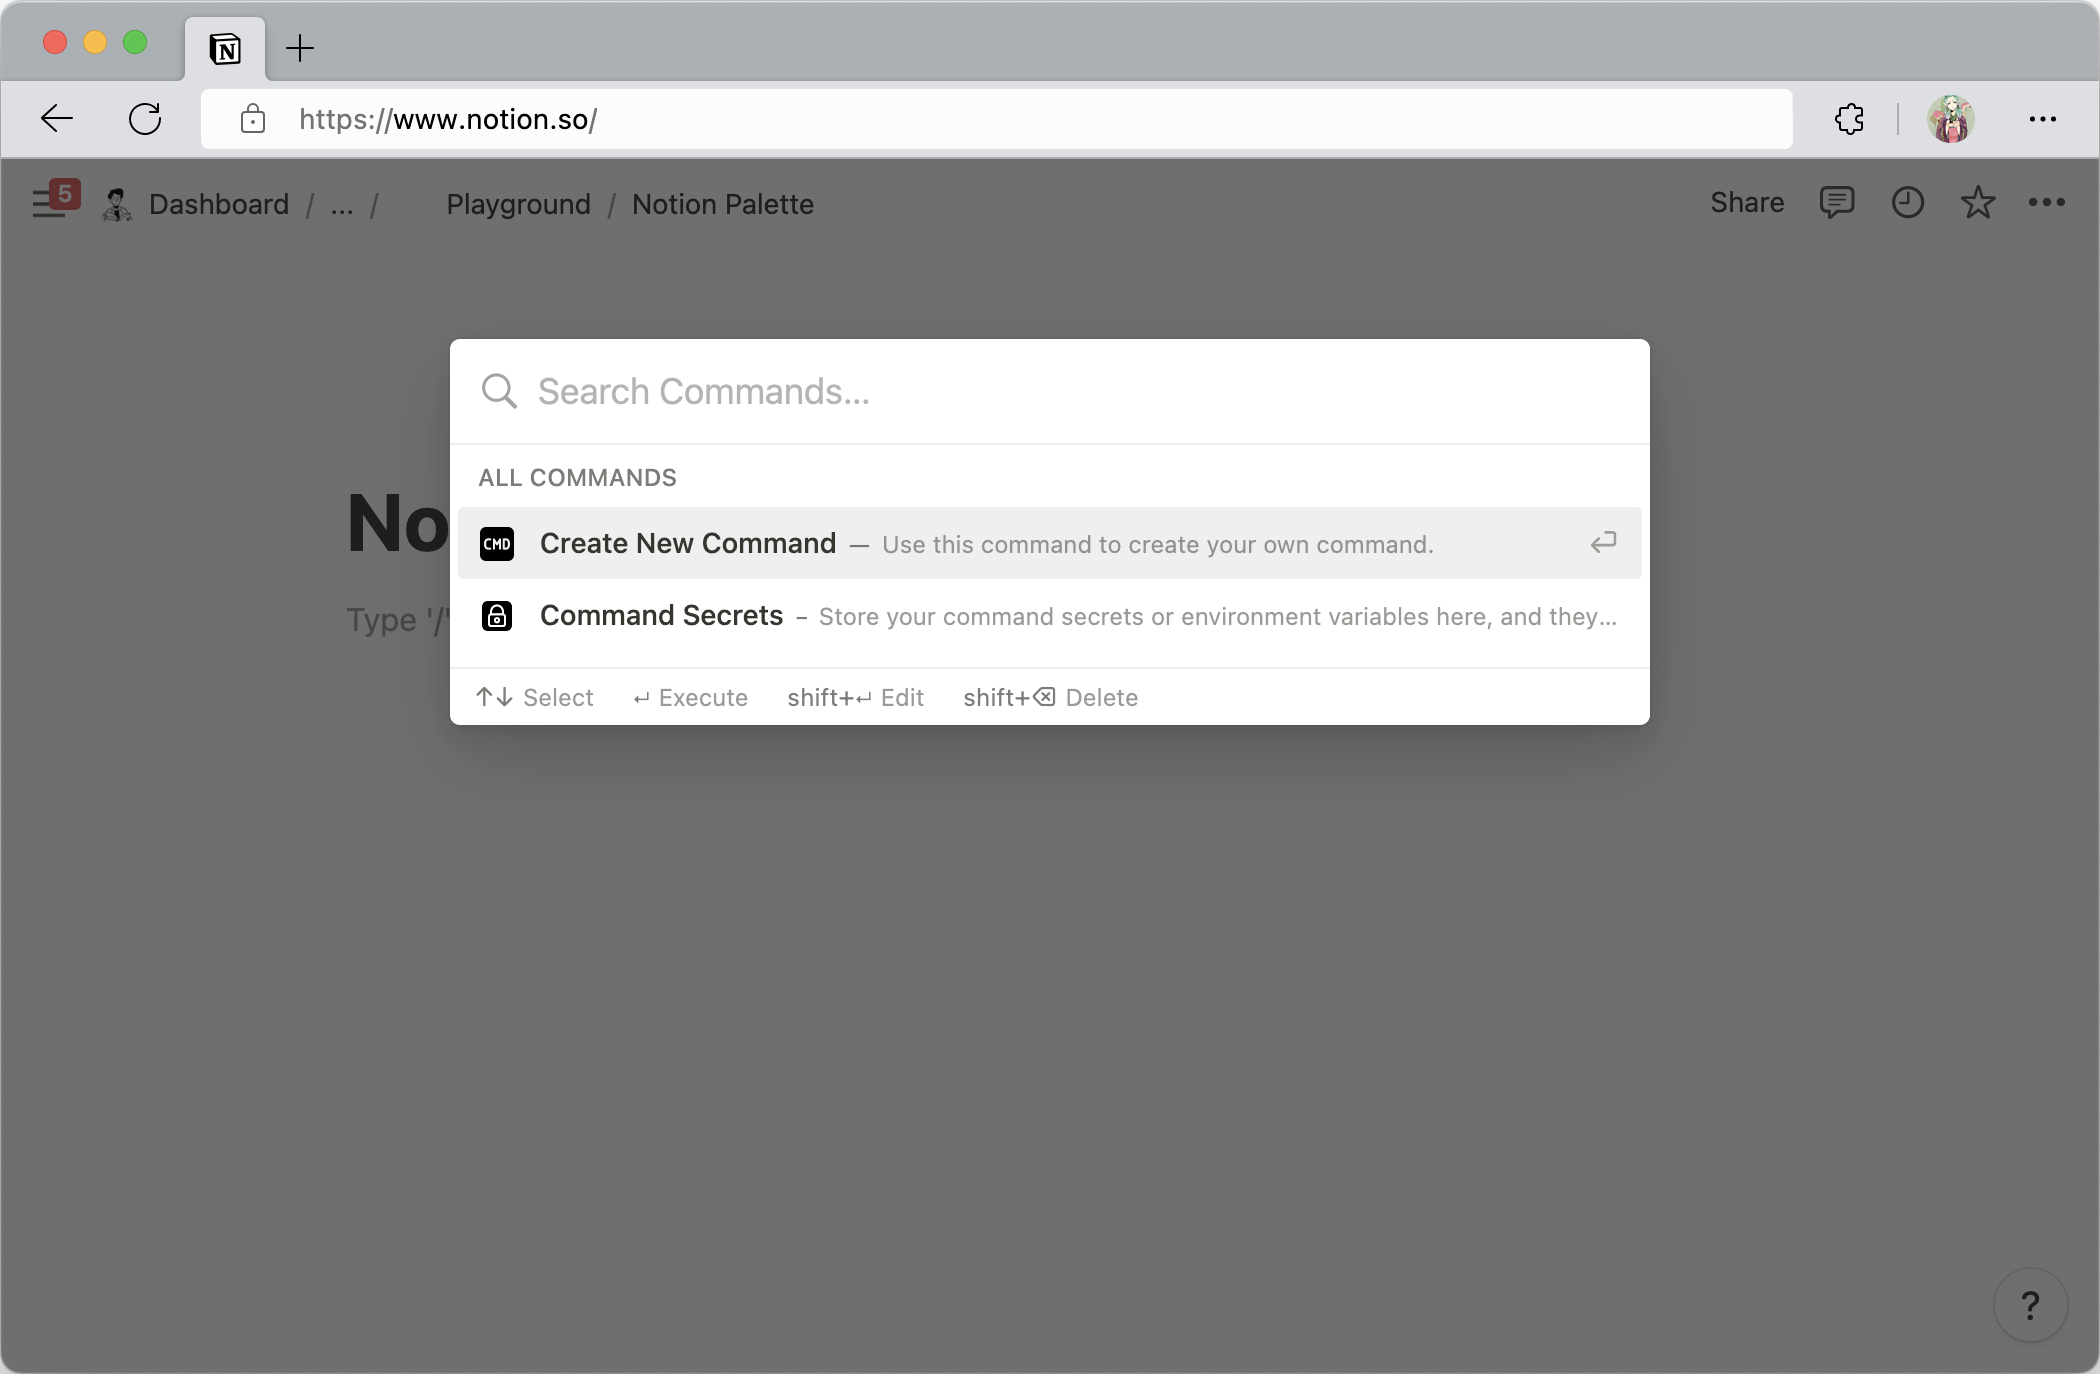 N
https://www.notion.so/
5
Dashboard / ... / Playground / Notion Palette
Share
Search Commands...
ALL COMMANDS
No
CMD Create New Command — Use this command to create your own command.
Command Secrets – Store your command secrets or environment variables here, and they...
Type '/'
↑↓ Select ↵ Execute shift+↵ Edit shift+⌫ Delete
?